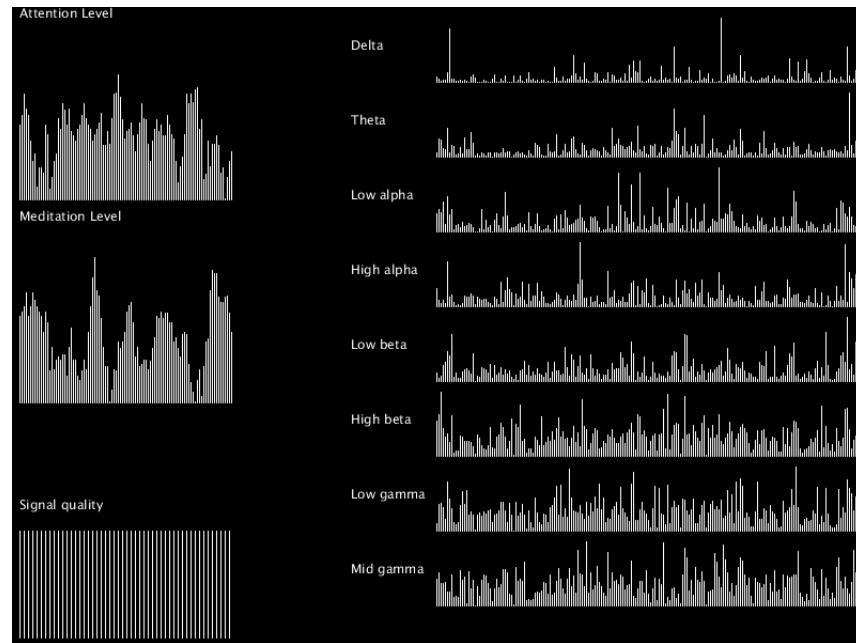 Attention Level
Meditation Level
Signal quality
Delta
Theta
Low alpha
High alpha
Low beta
High beta
Low gamma
Mid gamma